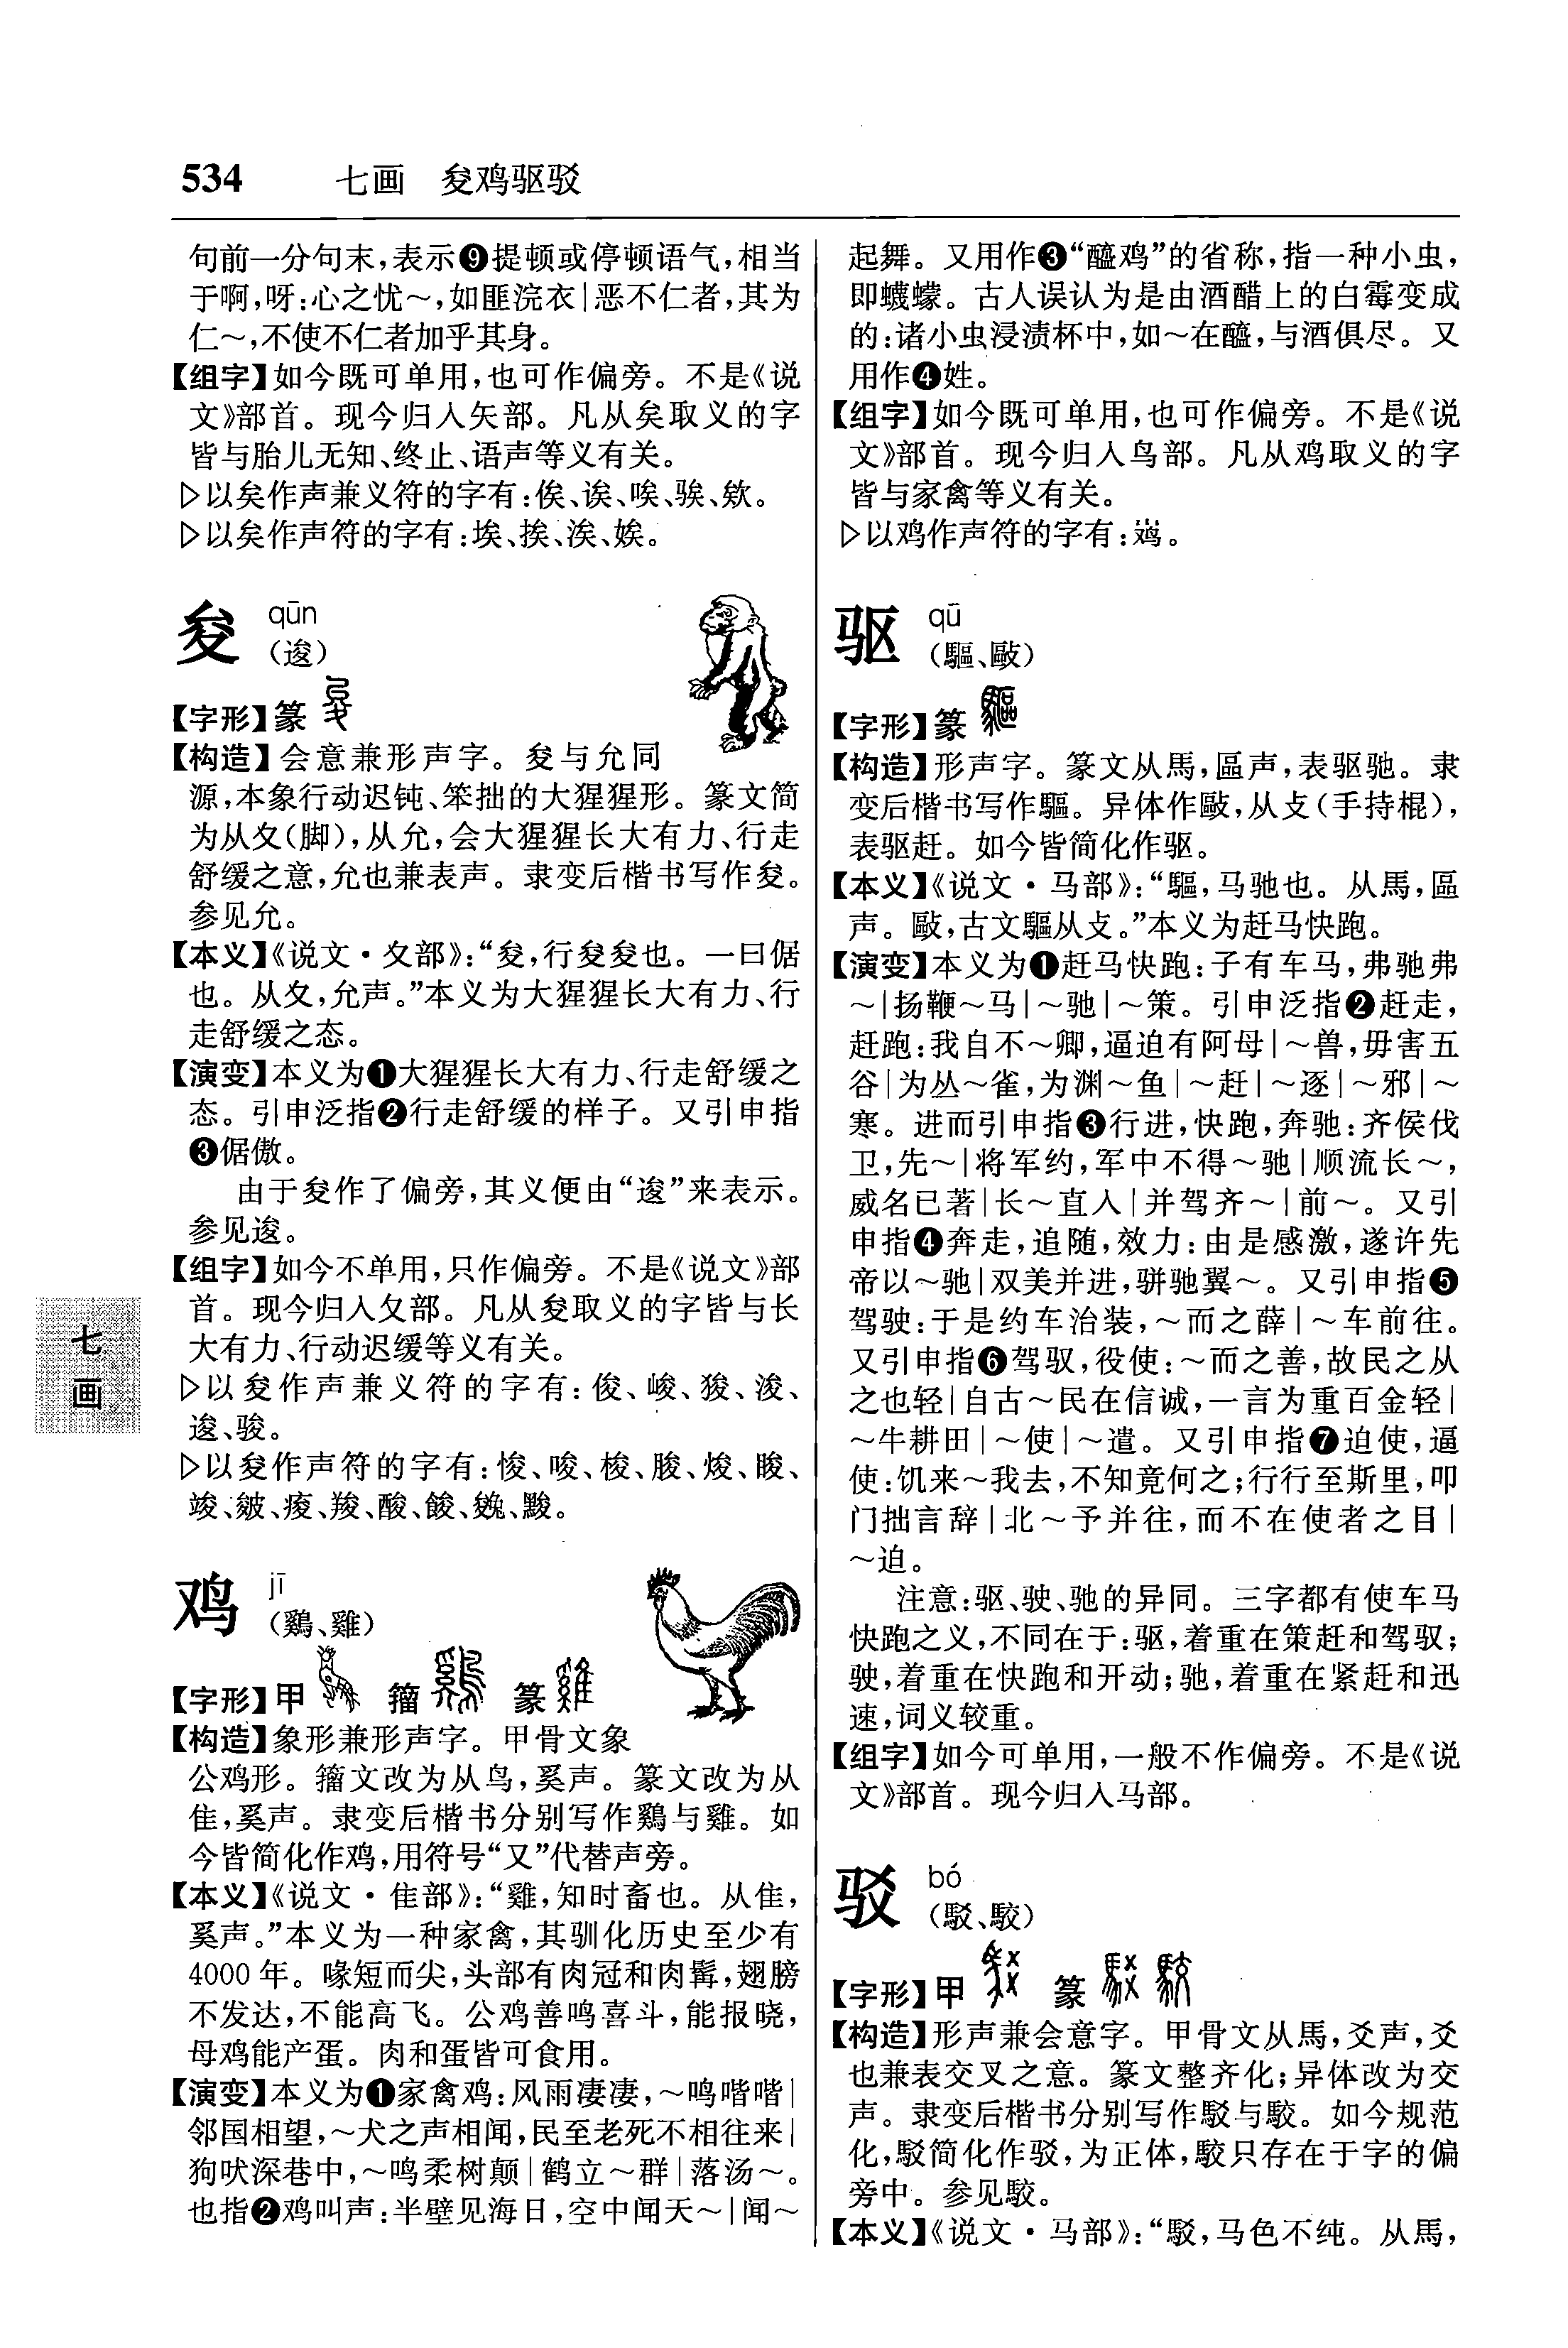 534 七画 夋鸡驱驳
句前一分句末,表示❾提顿或停顿语气,相当
于啊,呀:心之忧～,如匪浣衣|恶不仁者,其为
仁～,不使不仁者加乎其身。
【组字】如今既可单用,也可作偏旁。不是《说
文》部首。现今归入矢部。凡从矣取义的字
皆与胎儿无知、终止、语声等义有关。
▷以矣作声兼义符的字有:俟、诶、唉、騃、欸。
▷以矣作声符的字有:埃、挨、涘、娭。
夋 qūn
（逡）
【字形】篆
【构造】会意兼形声字。夋与允同
源,本象行动迟钝、笨拙的大猩猩形。篆文简
为从夊(脚),从允,会大猩猩长大有力、行走
舒缓之意,允也兼表声。隶变后楷书写作夋。
参见允。
【本义】《说文·夊部》:“夋,行夋夋也。一曰倨
也。从夊,允声。”本义为大猩猩长大有力、行
走舒缓之态。
【演变】本义为❶大猩猩长大有力、行走舒缓之
态。引申泛指❷行走舒缓的样子。又引申指
❸倨傲。
由于夋作了偏旁,其义便由“逡”来表示。
参见逡。
【组字】如今不单用,只作偏旁。不是《说文》部
首。现今归入夂部。凡从夋取义的字皆与长
大有力、行动迟缓等义有关。
▷以夋作声兼义符的字有:俊、峻、狻、浚、
逡、骏。
▷以夋作声符的字有:悛、唆、梭、朘、焌、晙、
竣、皴、痠、羧、酸、餕、䝎、黢。
鸡 jī
（鷄、雞）
【字形】甲 籀 篆
【构造】象形兼形声字。甲骨文象
公鸡形。籀文改为从鸟,奚声。篆文改为从
隹,奚声。隶变后楷书分别写作鷄与雞。如
今皆简化作鸡,用符号“又”代替声旁。
【本义】《说文·隹部》:“雞,知时畜也。从隹,
奚声。”本义为一种家禽,其驯化历史至少有
4000年。喙短而尖,头部有肉冠和肉髯,翅膀
不发达,不能高飞。公鸡善鸣喜斗,能报晓,
母鸡能产蛋。肉和蛋皆可食用。
【演变】本义为❶家禽鸡:风雨凄凄,～鸣喈喈|
邻国相望,～犬之声相闻,民至老死不相往来|
狗吠深巷中,～鸣柔树颠|鹤立～群|落汤～。
也指❷鸡叫声:半壁见海日,空中闻天～|闻～
起舞。又用作❸“醯鸡”的省称,指一种小虫,
即蠛蠓。古人误认为是由酒醋上的白霉变成
的:诸小虫浸渍杯中,如～在醯,与酒俱尽。又
用作❹姓。
【组字】如今既可单用,也可作偏旁。不是《说
文》部首。现今归入鸟部。凡从鸡取义的字
皆与家禽等义有关。
▷以鸡作声符的字有:。
驱 qū
（驅、敺）
【字形】篆
【构造】形声字。篆文从馬,區声,表驱驰。隶
变后楷书写作驅。异体作敺,从攴(手持棍),
表驱赶。如今皆简化作驱。
【本义】《说文·马部》:“驅,马驰也。从馬,區
声。敺,古文驅从攴。”本义为赶马快跑。
【演变】本义为❶赶马快跑:子有车马,弗驰弗
～|扬鞭～马|～驰|～策。引申泛指❷赶走,
赶跑:我自不～卿,逼迫有阿母|～兽,毋害五
谷|为丛～雀,为渊～鱼|～赶|～逐|～邪|～
寒。进而引申指❸行进,快跑,奔驰:齐侯伐
卫,先～|将军约,军中不得～驰|顺流长～,
威名已著|长～直入|并驾齐～|前～。又引
申指❹奔走,追随,效力:由是感激,遂许先
帝以～驰|双美并进,骈驰翼～。又引申指❺
驾驶:于是约车治装,～而之薛|～车前往。
又引申指❻驾驭,役使:～而之善,故民之从
之也轻|自古～民在信诚,一言为重百金轻|
～牛耕田|～使|～遣。又引申指❼迫使,逼
使:饥来～我去,不知竟何之;行行至斯里,叩
门拙言辞|北～予并往,而不在使者之目|
～迫。
注意:驱、驶、驰的异同。三字都有使车马
快跑之义,不同在于:驱,着重在策赶和驾驭;
驶,着重在快跑和开动;驰,着重在紧赶和迅
速,词义较重。
【组字】如今可单用,一般不作偏旁。不是《说
文》部首。现今归入马部。
驳 bó
（駁、駮）
【字形】甲 篆
【构造】形声兼会意字。甲骨文从馬,爻声,爻
也兼表交叉之意。篆文整齐化;异体改为交
声。隶变后楷书分别写作駁与駮。如今规范
化,駁简化作驳,为正体,駮只存在于字的偏
旁中。参见駮。
【本义】《说文·马部》:“駁,马色不纯。从馬,
七
画